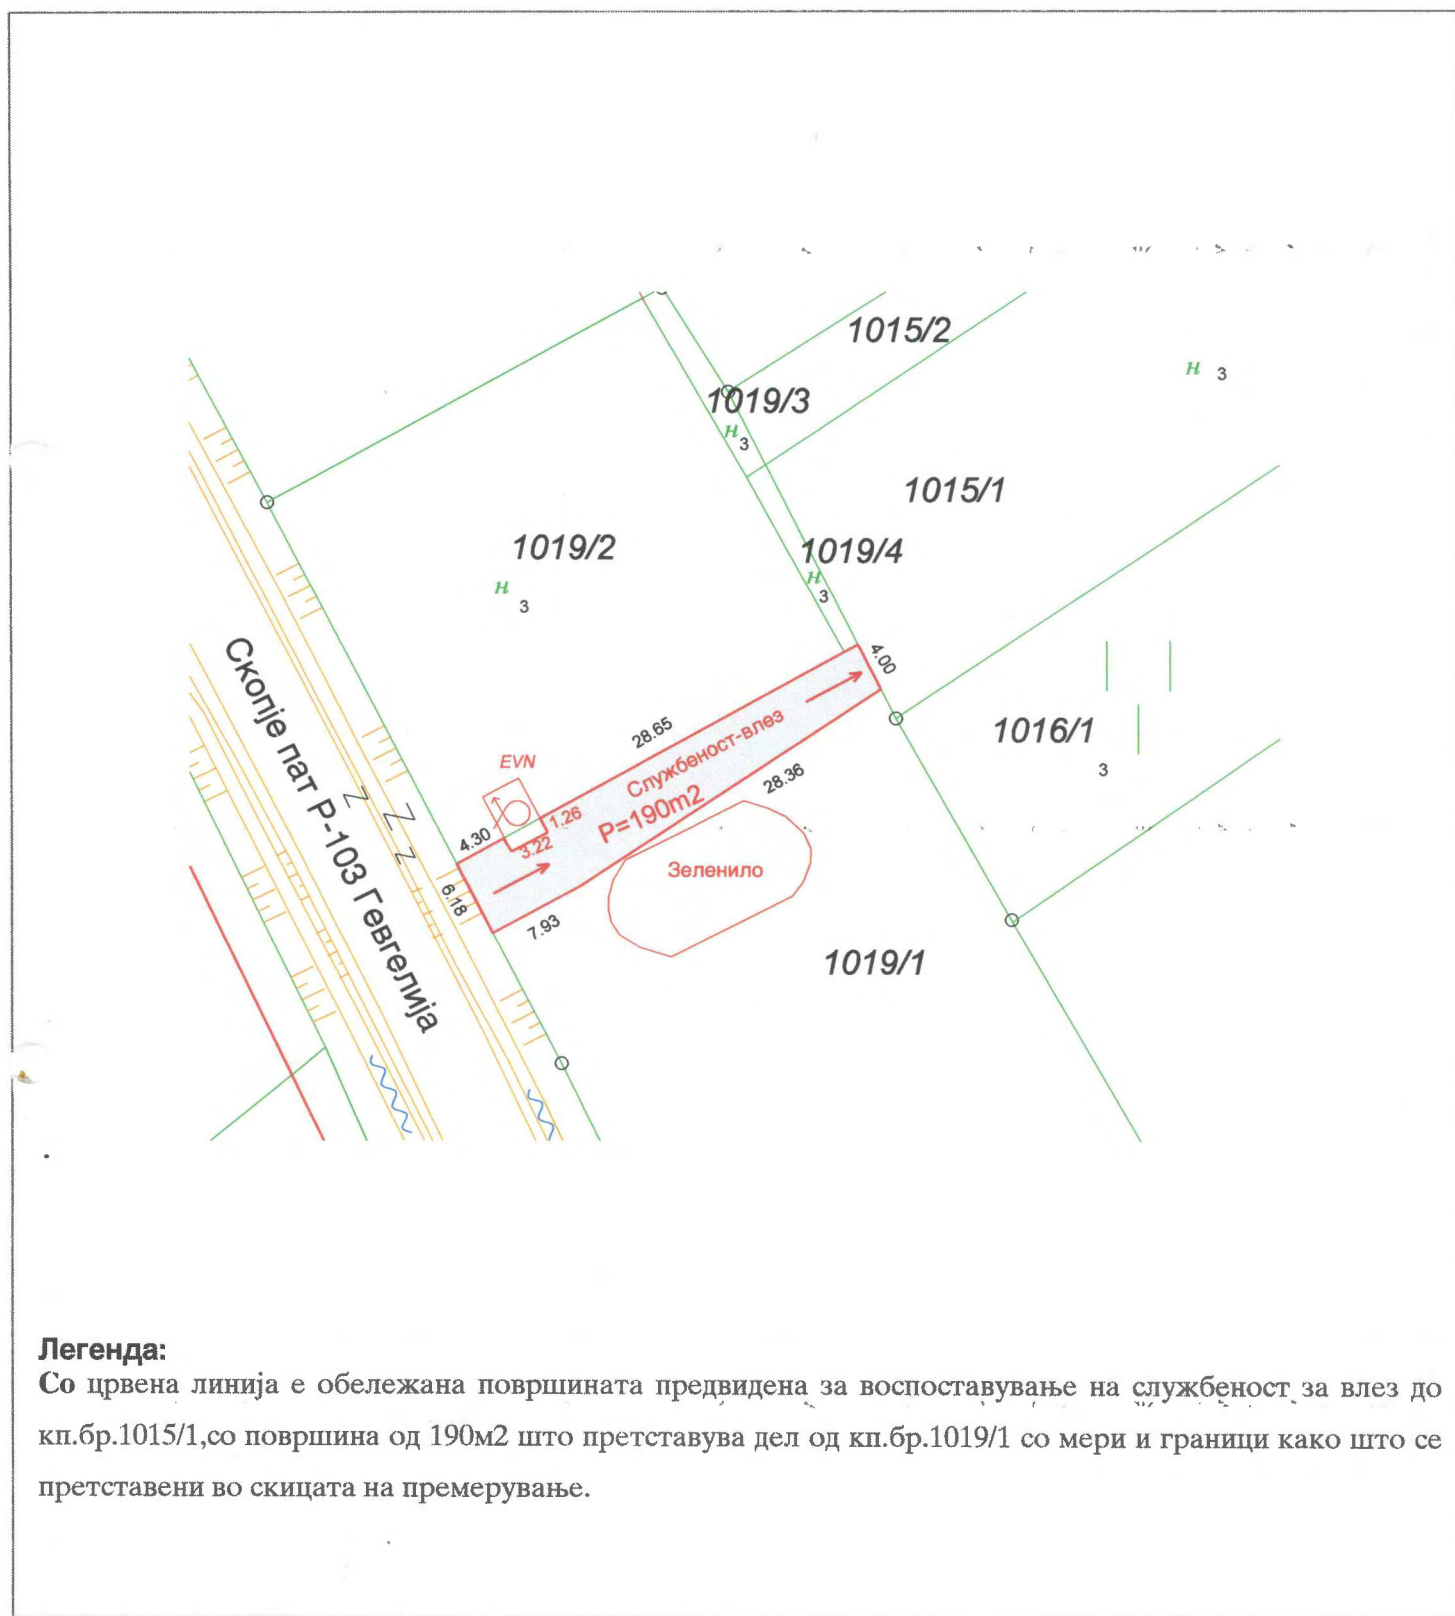 1015/2
н 3
1019/3
н 3
1015/1
1019/2
н 3
1019/4
н 3
4.00
1016/1
3
Скопје пат Р-103 Гевгелија
28.65
Службеност-влез
P=190m2
28.36
EVN
1.26
4.30
3.22
6.18
7.93
Зеленило
1019/1
Легенда:
Со црвена линија е обележана површината предвидена за воспоставување на службеност за влез до
кп.бр.1015/1,со површина од 190м2 што претставува дел од кп.бр.1019/1 со мери и граници како што се
претставени во скицата на премерување.